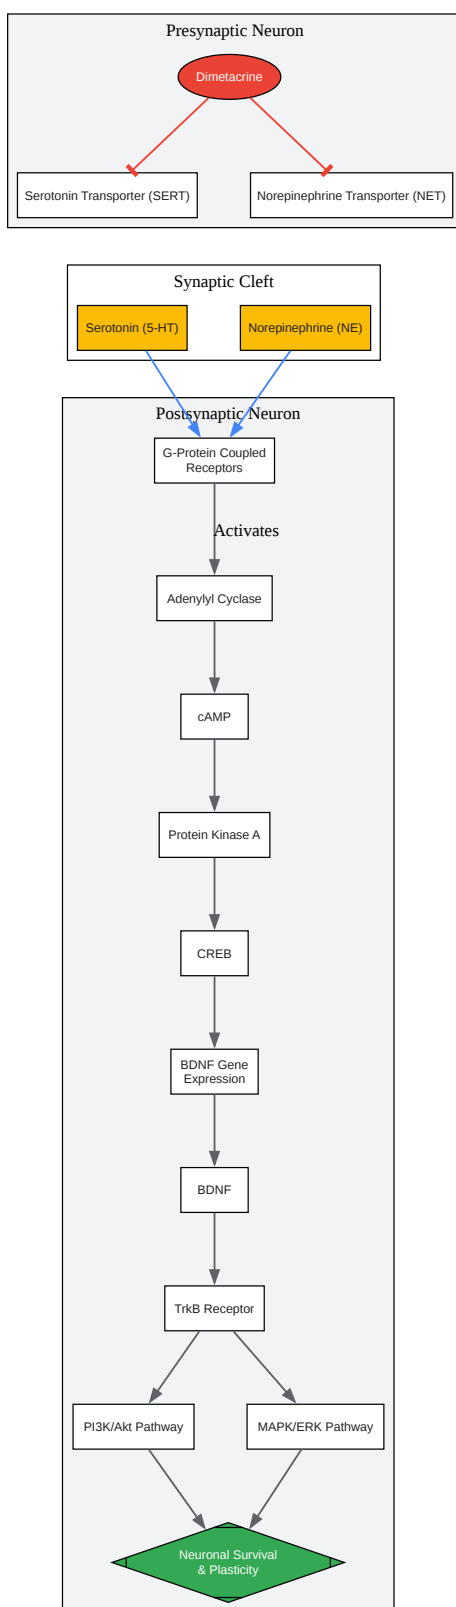 Presynaptic Neuron
Dimetacrine
Serotonin Transporter (SERT)
Norepinephrine Transporter (NET)
Synaptic Cleft
Serotonin (5-HT)
Norepinephrine (NE)
Postsynaptic Neuron
G-Protein Coupled
Receptors
Activates
Adenylyl Cyclase
cAMP
Protein Kinase A
CREB
BDNF Gene
Expression
BDNF
TrkB Receptor
PI3K/Akt Pathway
MAPK/ERK Pathway
Neuronal Survival
& Plasticity